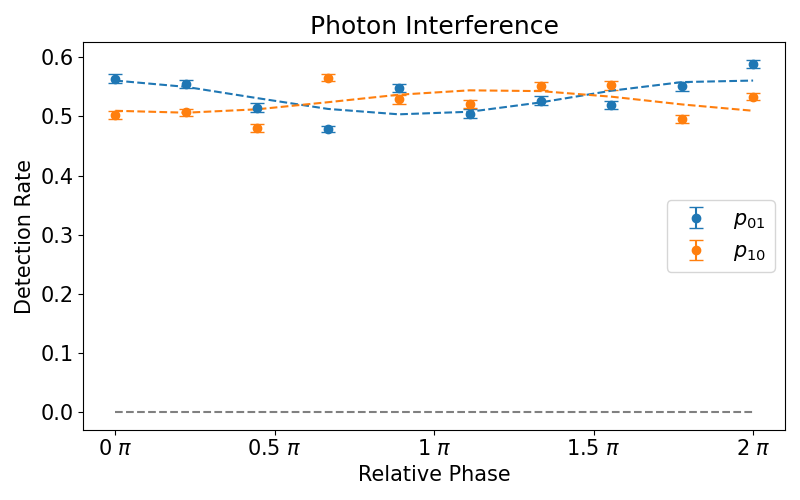 Photon Interference
Detection Rate
0.6
0.5
0.4
0.3
0.2
0.1
0.0
p₀₁
p₁₀
0 π 0.5 π 1 π 1.5 π 2 π
Relative Phase